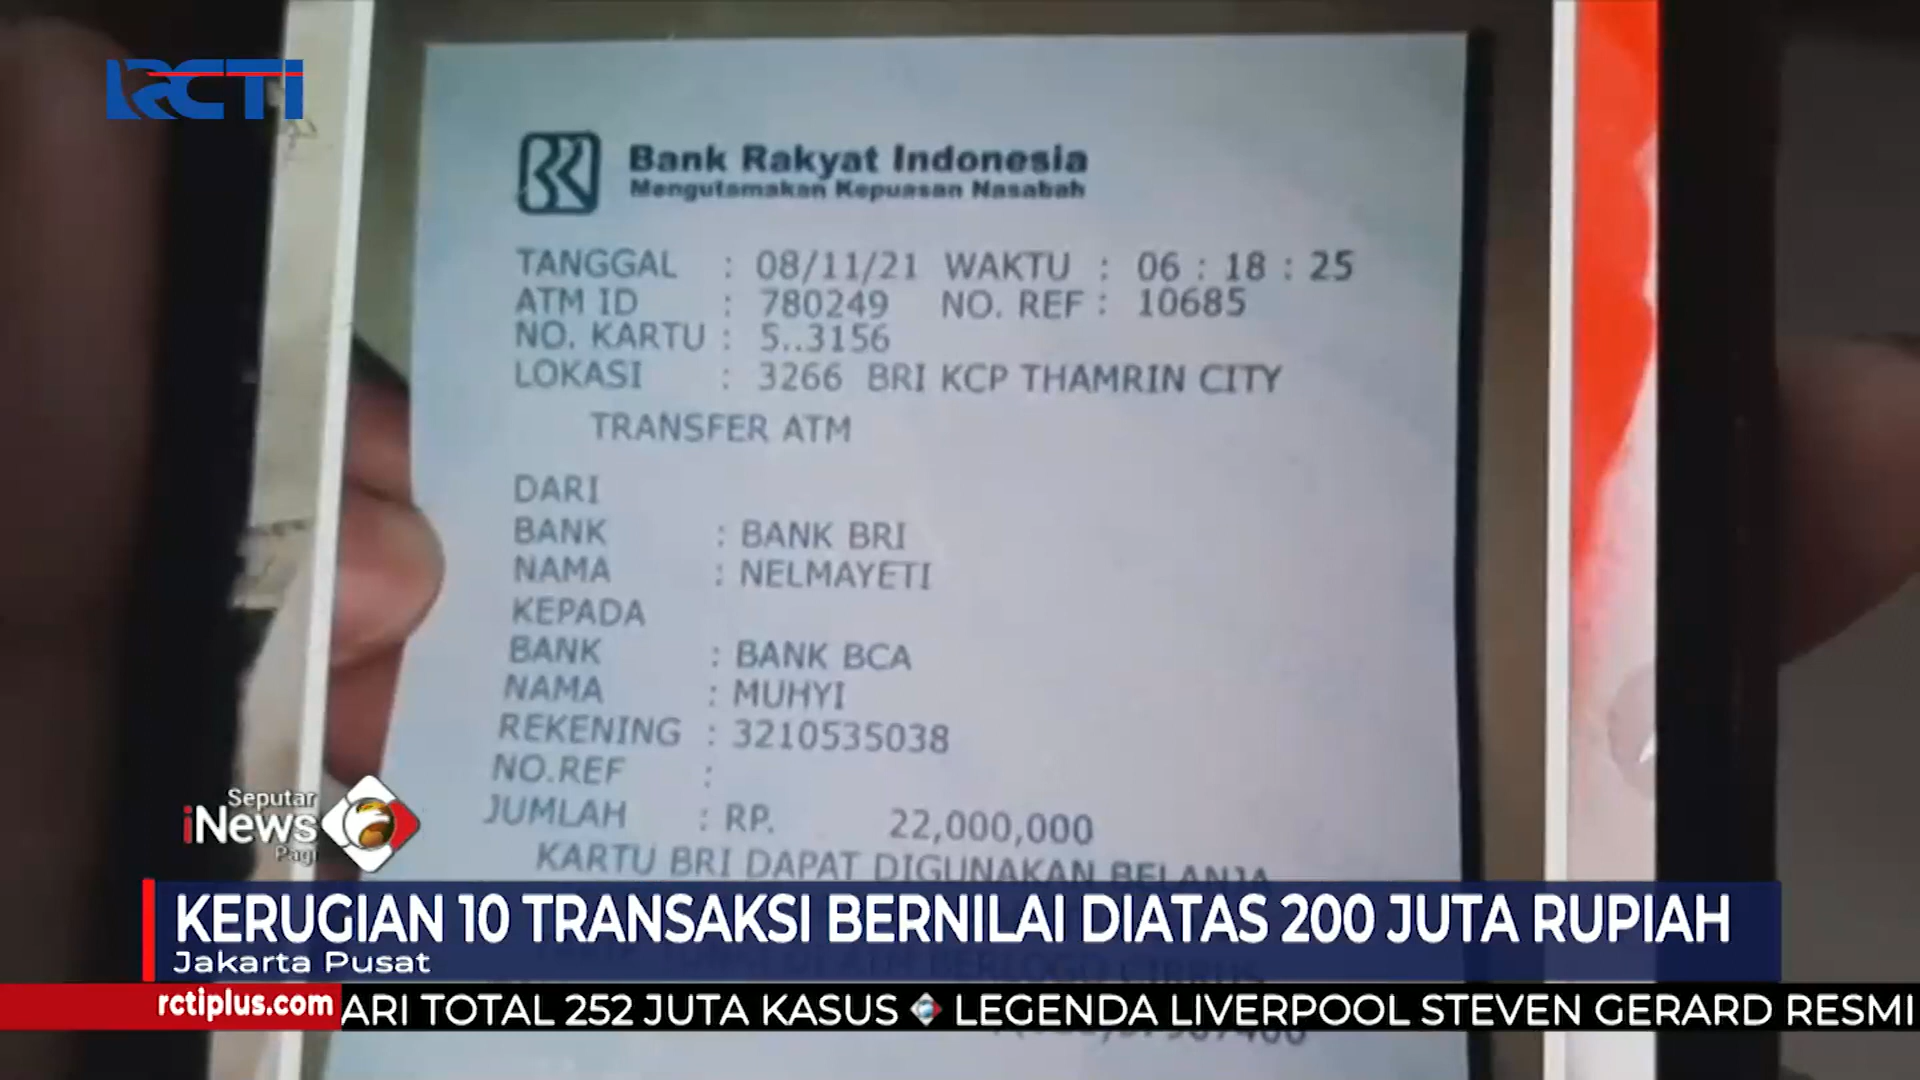 RCTI
Bank Rakyat Indonesia
Mengutamakan Kepuasan Nasabah
TANGGAL : 08/11/21 WAKTU : 06 : 18 : 25
ATM ID : 780249 NO. REF : 10685
NO. KARTU : 5..3156
LOKASI : 3266 BRI KCP THAMRIN CITY
TRANSFER ATM
DARI
BANK : BANK BRI
NAMA : NELMAYETI
KEPADA
BANK : BANK BCA
NAMA : MUHYI
REKENING : 3210535038
NO.REF :
JUMLAH : RP. 22,000,000
KARTU BRI DAPAT DIGUNAKAN BELANJA
Seputar
iNews
Pagi
KERUGIAN 10 TRANSAKSI BERNILAI DIATAS 200 JUTA RUPIAH
Jakarta Pusat
rctiplus.com ARI TOTAL 252 JUTA KASUS LEGENDA LIVERPOOL STEVEN GERARD RESMI